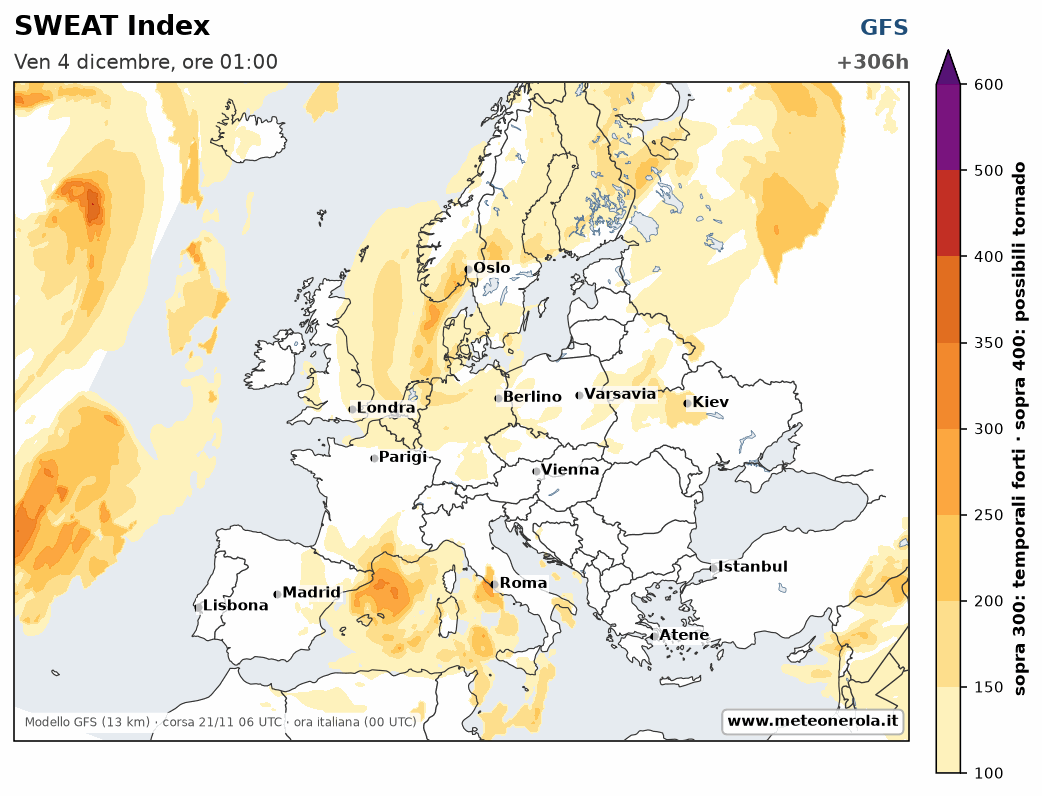 SWEAT Index
GFS
Ven 4 dicembre, ore 01:00
+306h
Oslo
Londra
Berlino
Varsavia
Kiev
Parigi
Vienna
Madrid
Lisbona
Roma
Istanbul
Atene
Modello GFS (13 km) · corsa 21/11 06 UTC · ora italiana (00 UTC)
www.meteonerola.it
600
500
400
350
300
250
200
150
100
sopra 300: temporali forti · sopra 400: possibili tornado